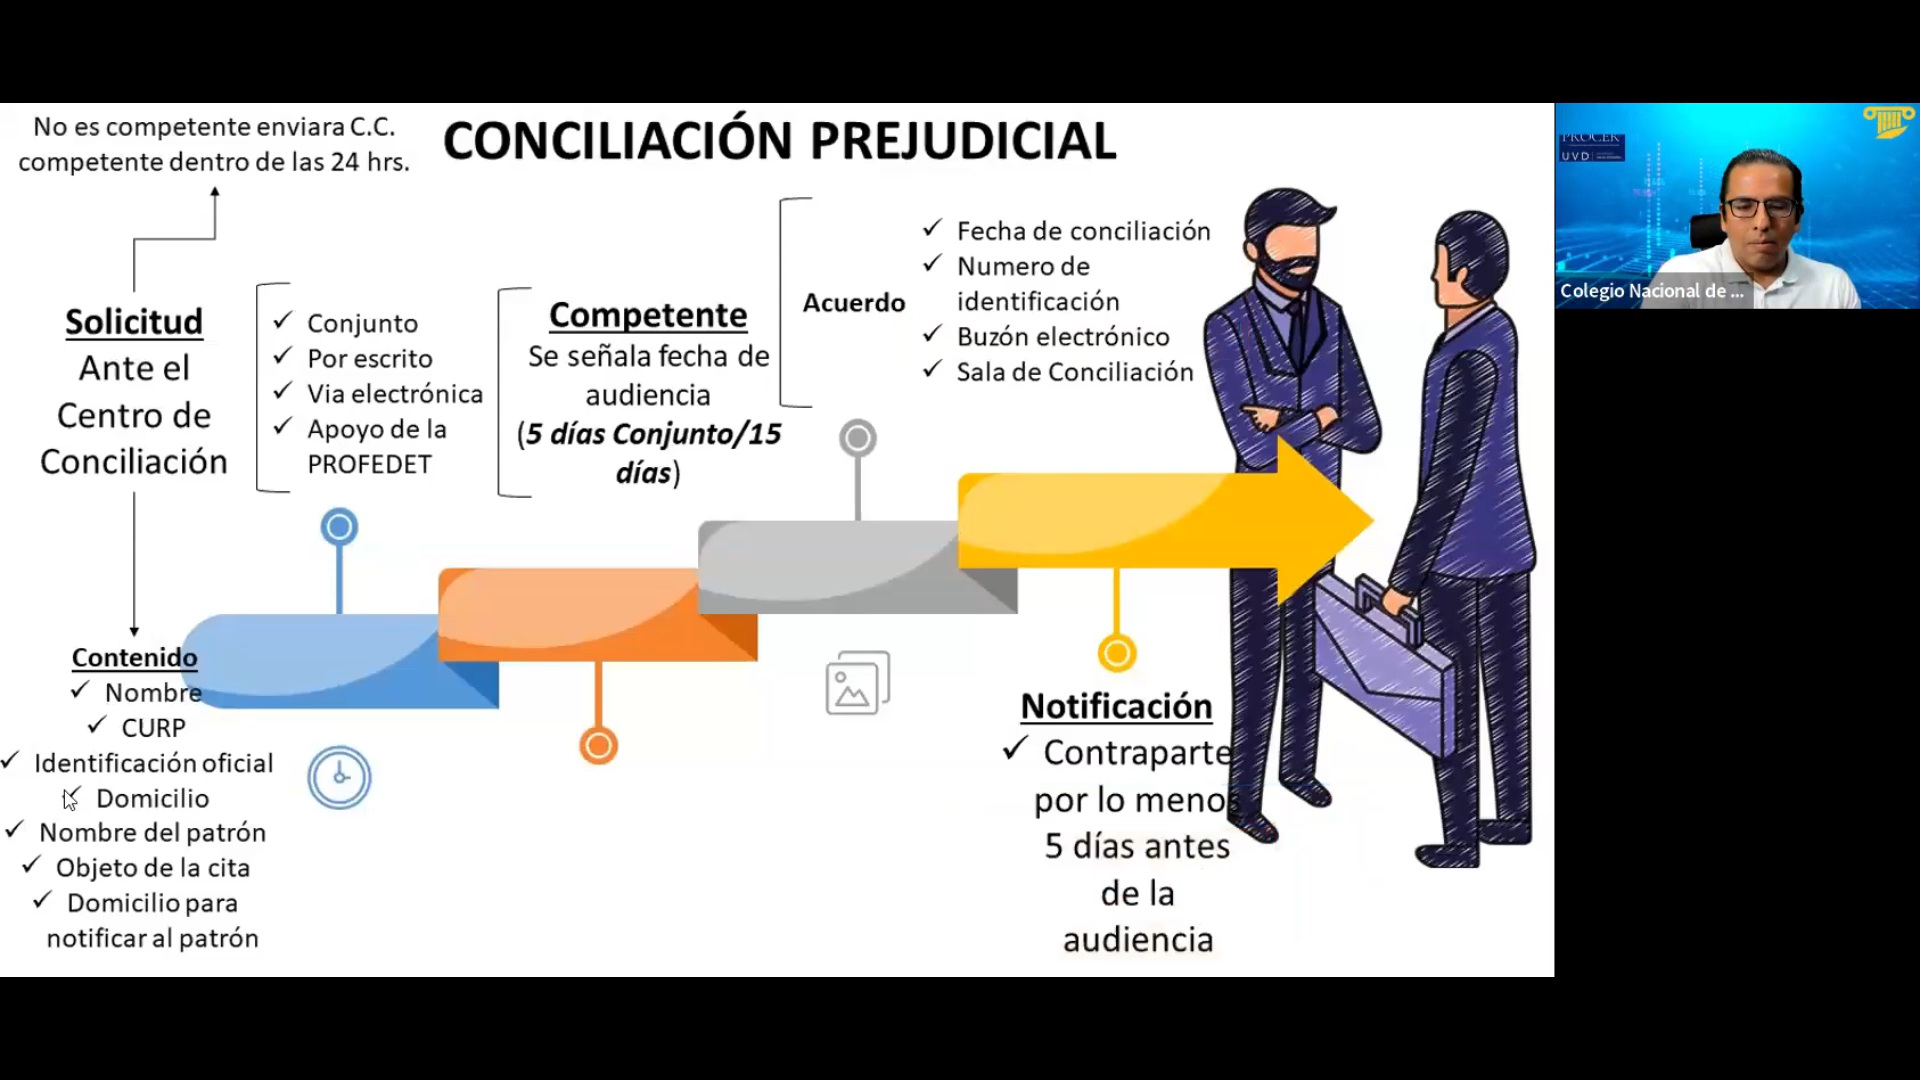 No es competente enviara C.C.
competente dentro de las 24 hrs.
CONCILIACIÓN PREJUDICIAL
Solicitud
Ante el
Centro de
Conciliación
✓ Conjunto
✓ Por escrito
✓ Via electrónica
✓ Apoyo de la
PROFEDET
Competente
Se señala fecha de
audiencia
(5 días Conjunto/15
días)
Acuerdo
✓ Fecha de conciliación
✓ Numero de
identificación
✓ Buzón electrónico
✓ Sala de Conciliación
Contenido
✓ Nombre
✓ CURP
✓ Identificación oficial
✓ Domicilio
✓ Nombre del patrón
✓ Objeto de la cita
✓ Domicilio para
notificar al patrón
Notificación
✓ Contraparte
por lo menos
5 días antes
de la
audiencia
UVD
Colegio Nacional de ...